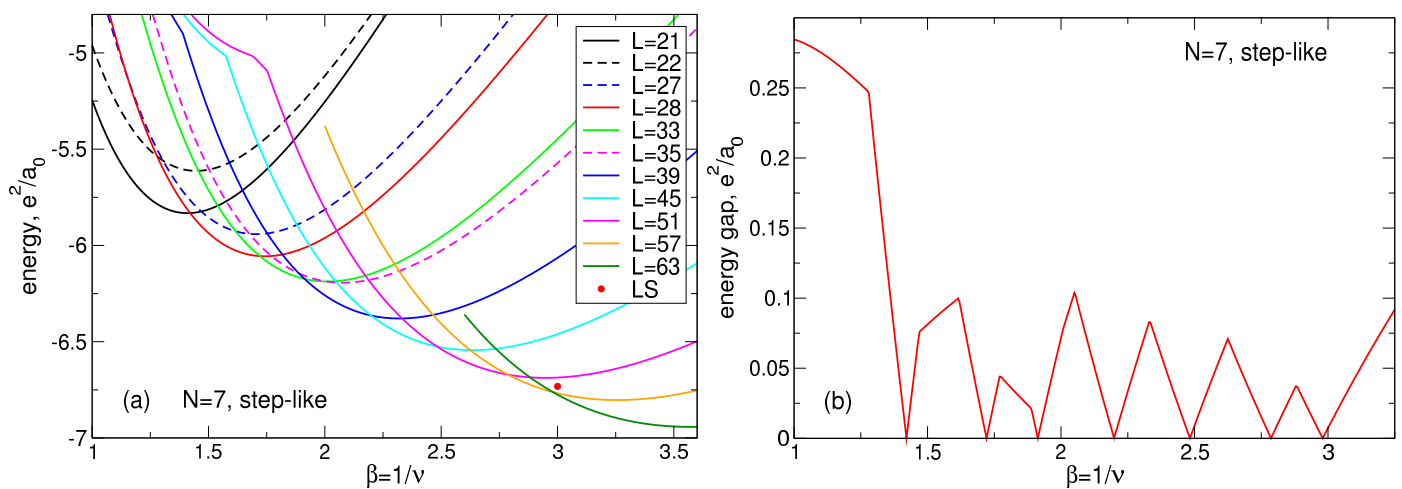 -5
-5.5
-6
-6.5
-7
energy, e²/a₀
1
1.5
2
2.5
3
3.5
β=1/ν
(a) N=7, step-like
L=21
L=22
L=27
L=28
L=33
L=35
L=39
L=45
L=51
L=57
L=63
LS
0.25
0.2
0.15
0.1
0.05
0
energy gap, e²/a₀
1
1.5
2
2.5
3
β=1/ν
N=7, step-like
(b)